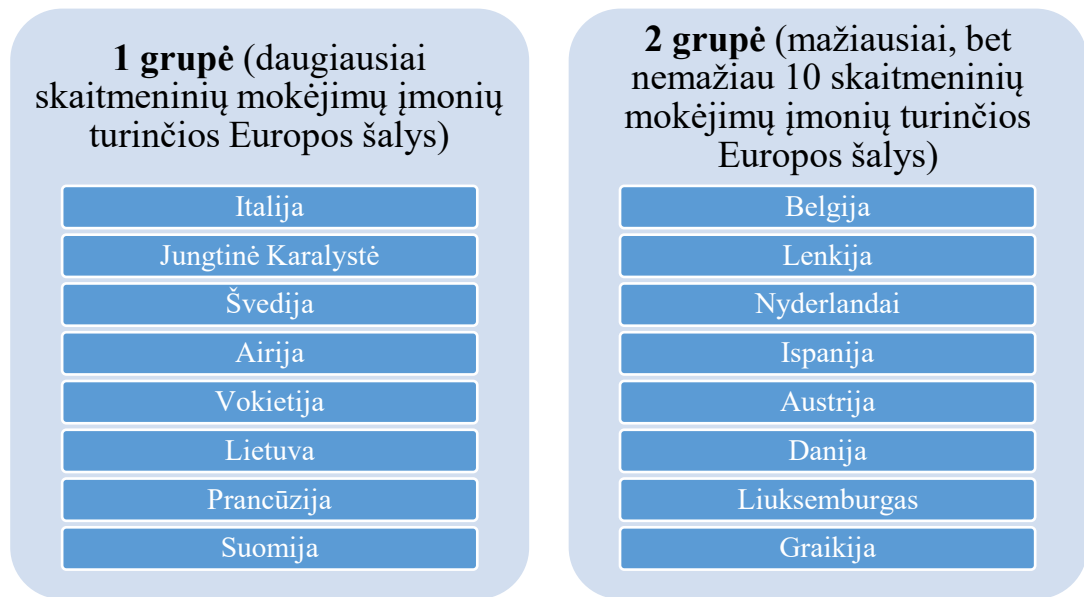 1 grupė (daugiausiai
skaitmeninių mokėjimų įmonių
turinčios Europos šalys)
Italija
Jungtinė Karalystė
Švedija
Airija
Vokietija
Lietuva
Prancūzija
Suomija
2 grupė (mažiausiai, bet
nemažiau 10 skaitmeninių
mokėjimų įmonių turinčios
Europos šalys)
Belgija
Lenkija
Nyderlandai
Ispanija
Austrija
Danija
Liuksemburgas
Graikija